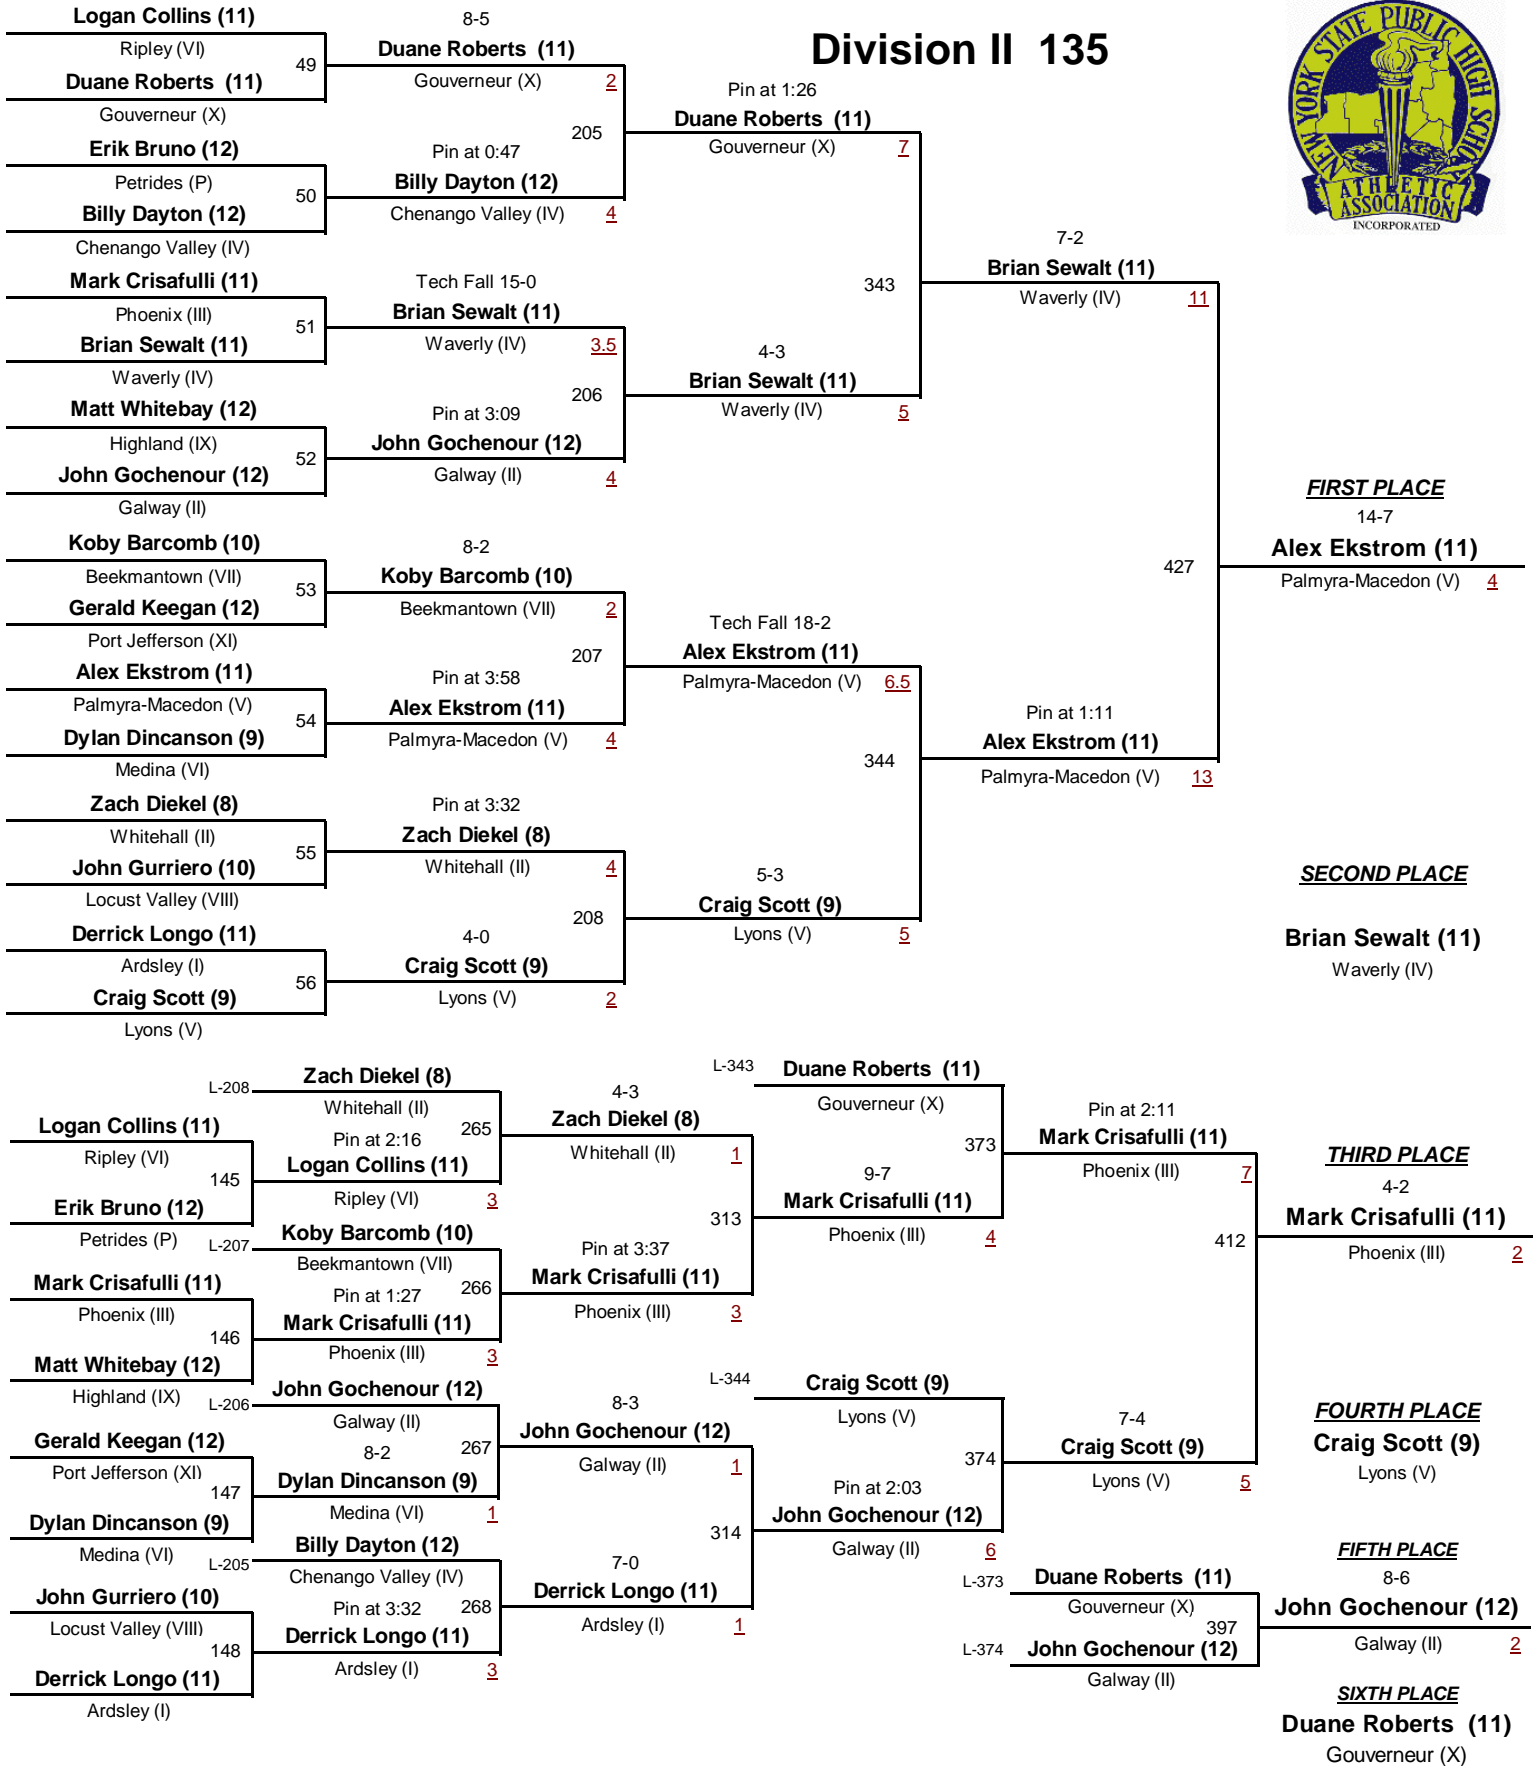 Division II  135
NEW YORK STATE PUBLIC HIGH SCHOOL
ATHLETIC
ASSOCIATION
INCORPORATED
Logan Collins (11)
Ripley (VI)
49
Duane Roberts  (11)
Gouverneur (X)
Erik Bruno (12)
Petrides (P)
50
Billy Dayton (12)
Chenango Valley (IV)
Mark Crisafulli (11)
Phoenix (III)
51
Brian Sewalt (11)
Waverly (IV)
Matt Whitebay (12)
Highland (IX)
52
John Gochenour (12)
Galway (II)
Koby Barcomb (10)
Beekmantown (VII)
53
Gerald Keegan (12)
Port Jefferson (XI)
Alex Ekstrom (11)
Palmyra-Macedon (V)
54
Dylan Dincanson (9)
Medina (VI)
Zach Diekel (8)
Whitehall (II)
55
John Gurriero (10)
Locust Valley (VIII)
Derrick Longo (11)
Ardsley (I)
56
Craig Scott (9)
Lyons (V)
8-5
Duane Roberts  (11)
Gouverneur (X) 2
205
Pin at 0:47
Billy Dayton (12)
Chenango Valley (IV) 4
Tech Fall 15-0
Brian Sewalt (11)
Waverly (IV) 3.5
206
Pin at 3:09
John Gochenour (12)
Galway (II) 4
8-2
Koby Barcomb (10)
Beekmantown (VII) 2
207
Pin at 3:58
Alex Ekstrom (11)
Palmyra-Macedon (V) 4
Pin at 3:32
Zach Diekel (8)
Whitehall (II) 4
208
4-0
Craig Scott (9)
Lyons (V) 2
Pin at 1:26
Duane Roberts  (11)
Gouverneur (X) 7
343
4-3
Brian Sewalt (11)
Waverly (IV) 5
Tech Fall 18-2
Alex Ekstrom (11)
Palmyra-Macedon (V) 6.5
344
5-3
Craig Scott (9)
Lyons (V) 5
7-2
Brian Sewalt (11)
Waverly (IV) 11
427
Pin at 1:11
Alex Ekstrom (11)
Palmyra-Macedon (V) 13
FIRST PLACE
14-7
Alex Ekstrom (11)
Palmyra-Macedon (V) 4
SECOND PLACE
Brian Sewalt (11)
Waverly (IV)
Logan Collins (11)
Ripley (VI)
145
Erik Bruno (12)
Petrides (P)
Mark Crisafulli (11)
Phoenix (III)
146
Matt Whitebay (12)
Highland (IX)
Gerald Keegan (12)
Port Jefferson (XI)
147
Dylan Dincanson (9)
Medina (VI)
John Gurriero (10)
Locust Valley (VIII)
148
Derrick Longo (11)
Ardsley (I)
L-208 Zach Diekel (8)
Whitehall (II)
265
Pin at 2:16
Logan Collins (11)
Ripley (VI) 3
L-207 Koby Barcomb (10)
Beekmantown (VII)
266
Pin at 1:27
Mark Crisafulli (11)
Phoenix (III) 3
L-206 John Gochenour (12)
Galway (II)
267
8-2
Dylan Dincanson (9)
Medina (VI) 1
L-205 Billy Dayton (12)
Chenango Valley (IV)
268
Pin at 3:32
Derrick Longo (11)
Ardsley (I) 3
4-3
Zach Diekel (8)
Whitehall (II) 1
313
Pin at 3:37
Mark Crisafulli (11)
Phoenix (III) 3
8-3
John Gochenour (12)
Galway (II) 1
314
7-0
Derrick Longo (11)
Ardsley (I) 1
L-343 Duane Roberts  (11)
Gouverneur (X)
373
9-7
Mark Crisafulli (11)
Phoenix (III) 4
L-344 Craig Scott (9)
Lyons (V)
374
Pin at 2:03
John Gochenour (12)
Galway (II) 6
Pin at 2:11
Mark Crisafulli (11)
Phoenix (III) 7
412
7-4
Craig Scott (9)
Lyons (V) 5
THIRD PLACE
4-2
Mark Crisafulli (11)
Phoenix (III) 2
FOURTH PLACE
Craig Scott (9)
Lyons (V)
L-373 Duane Roberts  (11)
Gouverneur (X)
397
L-374 John Gochenour (12)
Galway (II)
FIFTH PLACE
8-6
John Gochenour (12)
Galway (II) 2
SIXTH PLACE
Duane Roberts  (11)
Gouverneur (X)